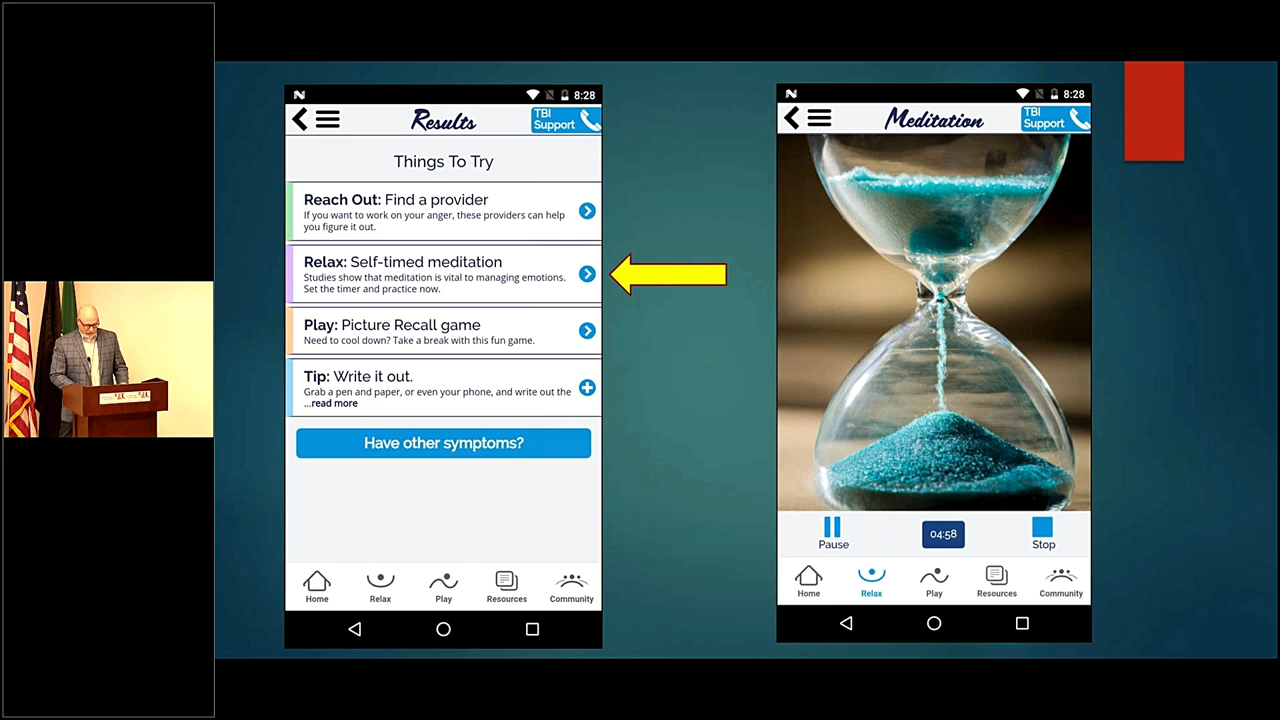 8:28
Results
TBI
Support
Things To Try
Reach Out: Find a provider
If you want to work on your anger, these providers can help
you figure it out.
Relax: Self-timed meditation
Studies show that meditation is vital to managing emotions.
Set the timer and practice now.
Play: Picture Recall game
Need to cool down? Take a break with this fun game.
Tip: Write it out.
Grab a pen and paper, or even your phone, and write out the
...read more
Have other symptoms?
Home Relax Play Resources Community
8:28
Meditation
TBI
Support
Pause 04:58 Stop
Home Relax Play Resources Community